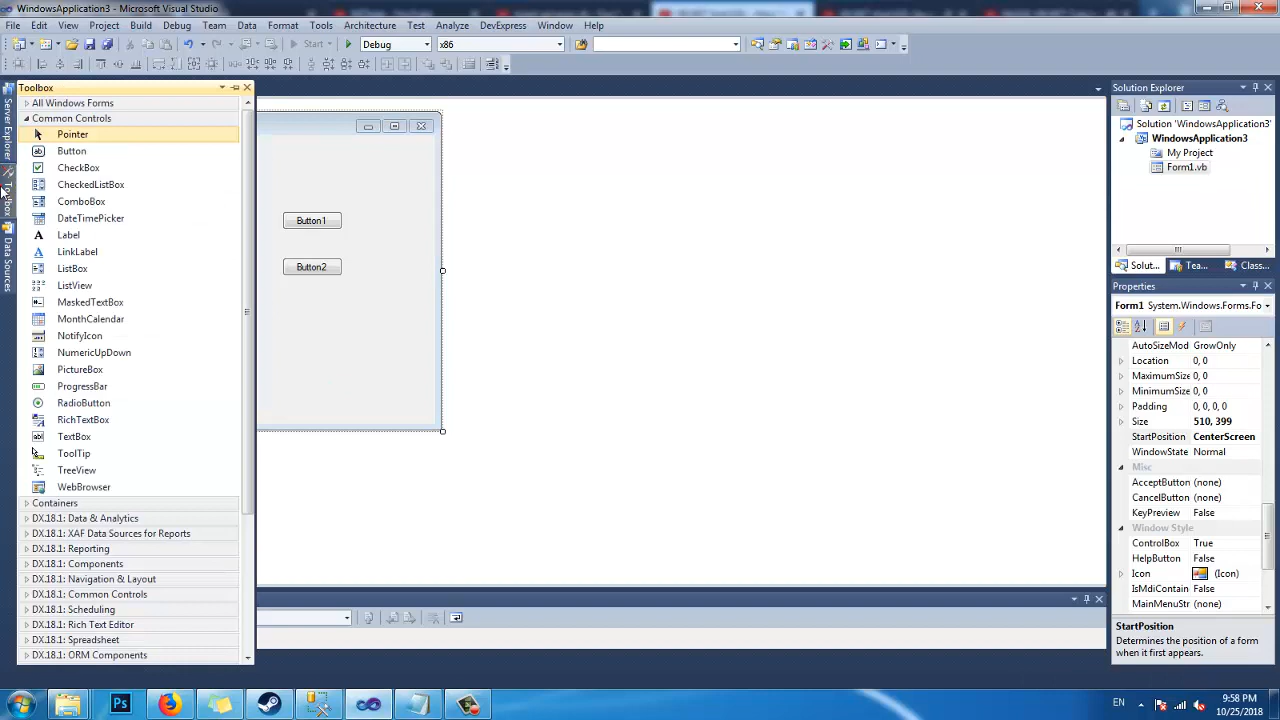 WindowsApplication3 - Microsoft Visual Studio
File Edit View Project Build Debug Team Data Format Tools Architecture Test Analyze DevExpress Window Help
Start Debug x86
Toolbox
All Windows Forms
Common Controls
Pointer
Button
CheckBox
CheckedListBox
ComboBox
DateTimePicker
Label
LinkLabel
ListBox
ListView
MaskedTextBox
MonthCalendar
NotifyIcon
NumericUpDown
PictureBox
ProgressBar
RadioButton
RichTextBox
TextBox
ToolTip
TreeView
WebBrowser
Containers
DX.18.1: Data & Analytics
DX.18.1: XAF Data Sources for Reports
DX.18.1: Reporting
DX.18.1: Components
DX.18.1: Navigation & Layout
DX.18.1: Common Controls
DX.18.1: Scheduling
DX.18.1: Rich Text Editor
DX.18.1: Spreadsheet
DX.18.1: ORM Components
Server Explorer
Toolbox
Data Sources
Button1
Button2
Solution Explorer
Solution 'WindowsApplication3'
WindowsApplication3
My Project
Form1.vb
Solut... Tea... Class...
Properties
Form1 System.Windows.Forms.Fo
AutoSizeMod GrowOnly
Location 0, 0
MaximumSize 0, 0
MinimumSize 0, 0
Padding 0, 0, 0, 0
Size 510, 399
StartPosition CenterScreen
WindowState Normal
Misc
AcceptButton (none)
CancelButton (none)
KeyPreview False
Window Style
ControlBox True
HelpButton False
Icon (Icon)
IsMdiContain False
MainMenuStr (none)
StartPosition
Determines the position of a form
when it first appears.
Ps
EN
9:58 PM
10/25/2018